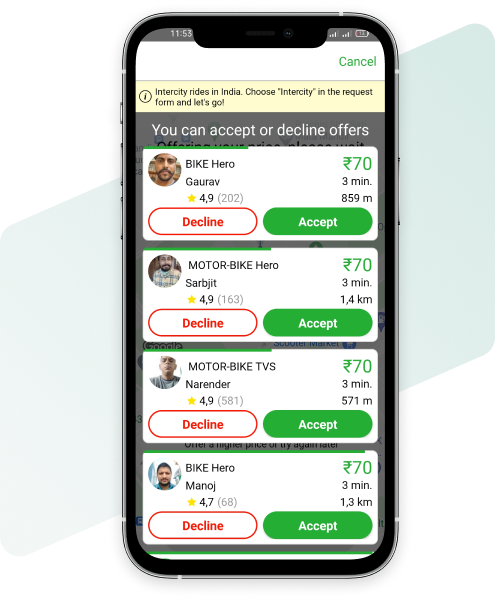 11:53
Cancel
Intercity rides in India. Choose "Intercity" in the request
form and let's go!
You can accept or decline offers
Offering your price, please wait
BIKE Hero
₹70
Gaurav
3 min.
4,9 (202)
859 m
Decline
Accept
MOTOR-BIKE Hero
₹70
Sarbjit
3 min.
4,9 (163)
1,4 km
Decline
Accept
Google
Scooter Market
MOTOR-BIKE TVS
₹70
Narender
3 min.
4,9 (581)
571 m
Decline
Accept
Offer a higher price or try again later
BIKE Hero
₹70
Manoj
3 min.
4,7 (68)
1,3 km
Decline
Accept